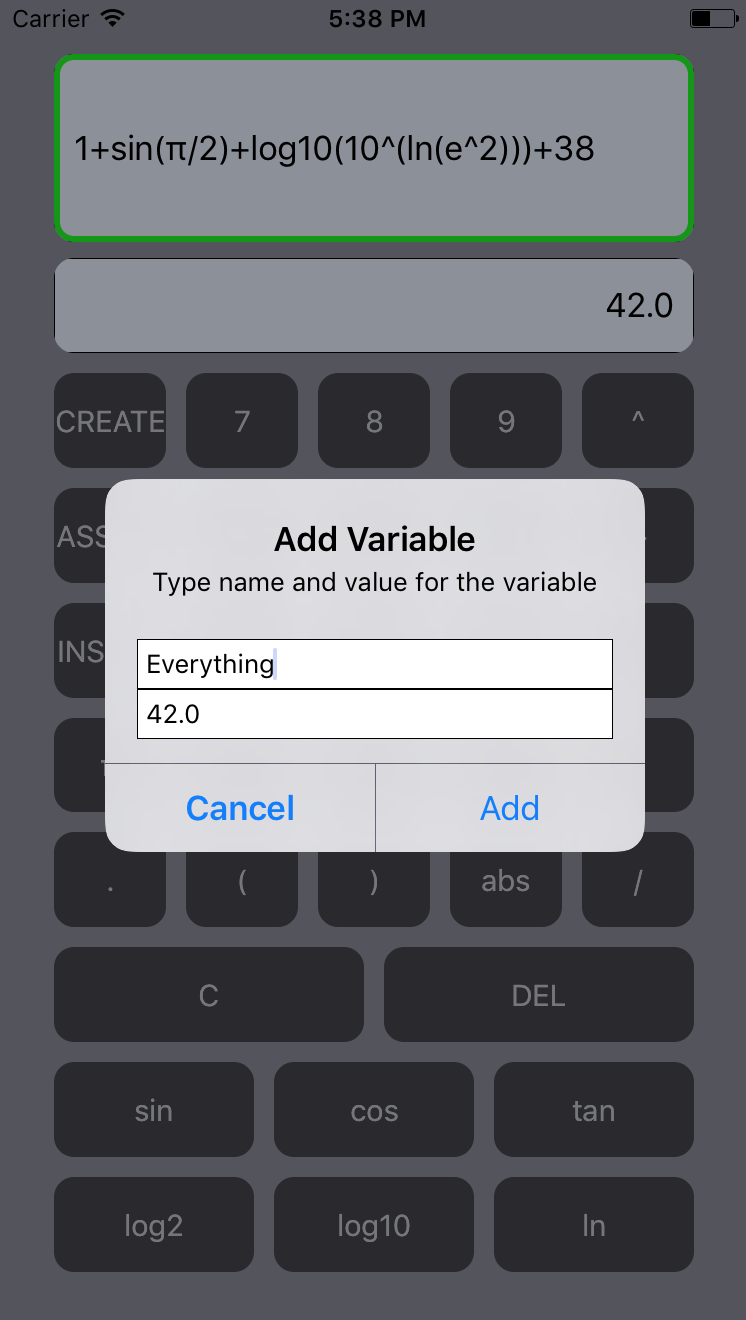 Carrier 5:38 PM
1+sin(π/2)+log10(10^(ln(e^2)))+38
42.0
CREATE 7 8 9 ^
Add Variable
Type name and value for the variable
Everything
42.0
Cancel Add
. ( ) abs /
C DEL
sin cos tan
log2 log10 ln